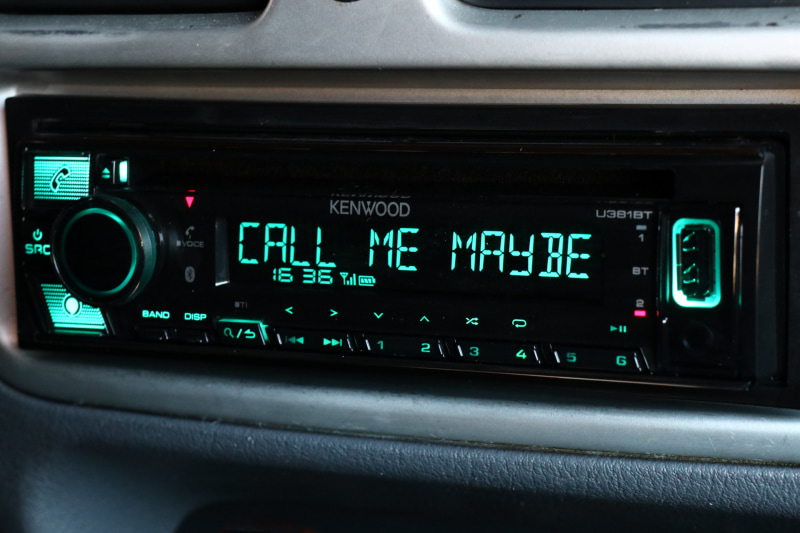 KENWOOD
U381BT
CALL ME MAYBE
16 36
SRC
VOICE
1
BT
2
BAND DISP
1 2 3 4 5 6